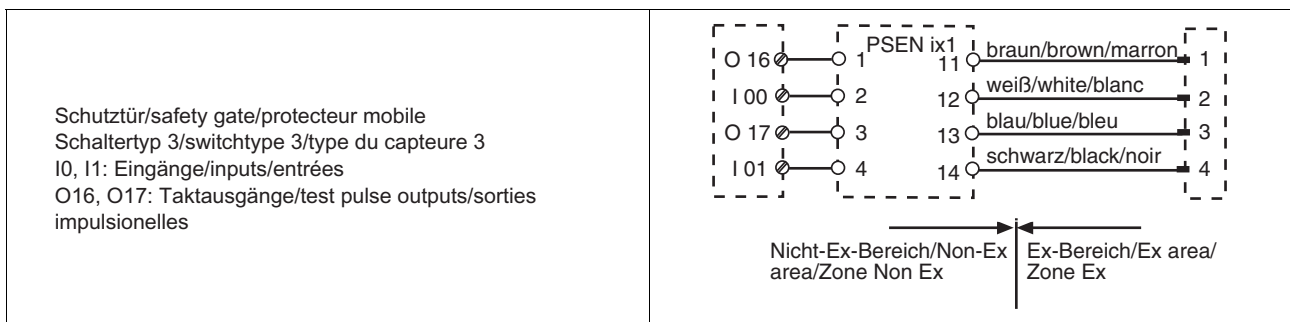 Schutztür/safety gate/protecteur mobile
Schaltertyp 3/switchtype 3/type du capteure 3
I0, I1: Eingänge/inputs/entrées
O16, O17: Taktausgänge/test pulse outputs/sorties
impulsionelles
PSEN ix1
O 16 1 11 braun/brown/marron 1
I 00 2 12 weiß/white/blanc 2
O 17 3 13 blau/blue/bleu 3
I 01 4 14 schwarz/black/noir 4
Nicht-Ex-Bereich/Non-Ex
area/Zone Non Ex
Ex-Bereich/Ex area/
Zone Ex